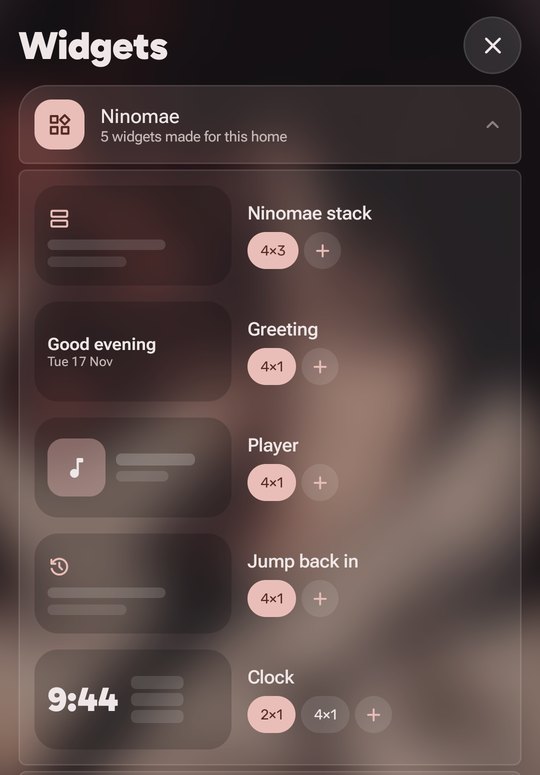 Widgets
Ninomae
5 widgets made for this home
Ninomae stack
4×3 +
Good evening
Tue 17 Nov
Greeting
4×1 +
Player
4×1 +
Jump back in
4×1 +
9:44
Clock
2×1 4×1 +